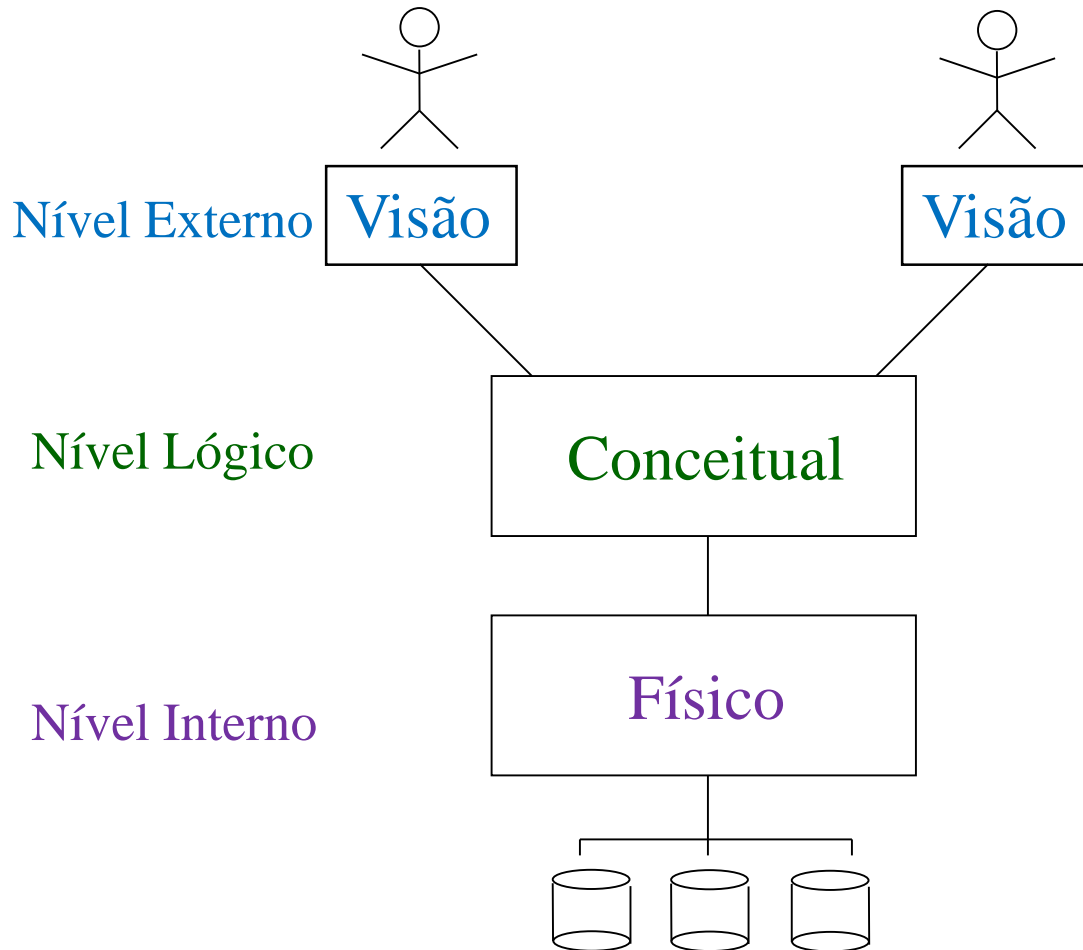 Nível Externo
Visão
Visão
Nível Lógico
Conceitual
Nível Interno
Físico